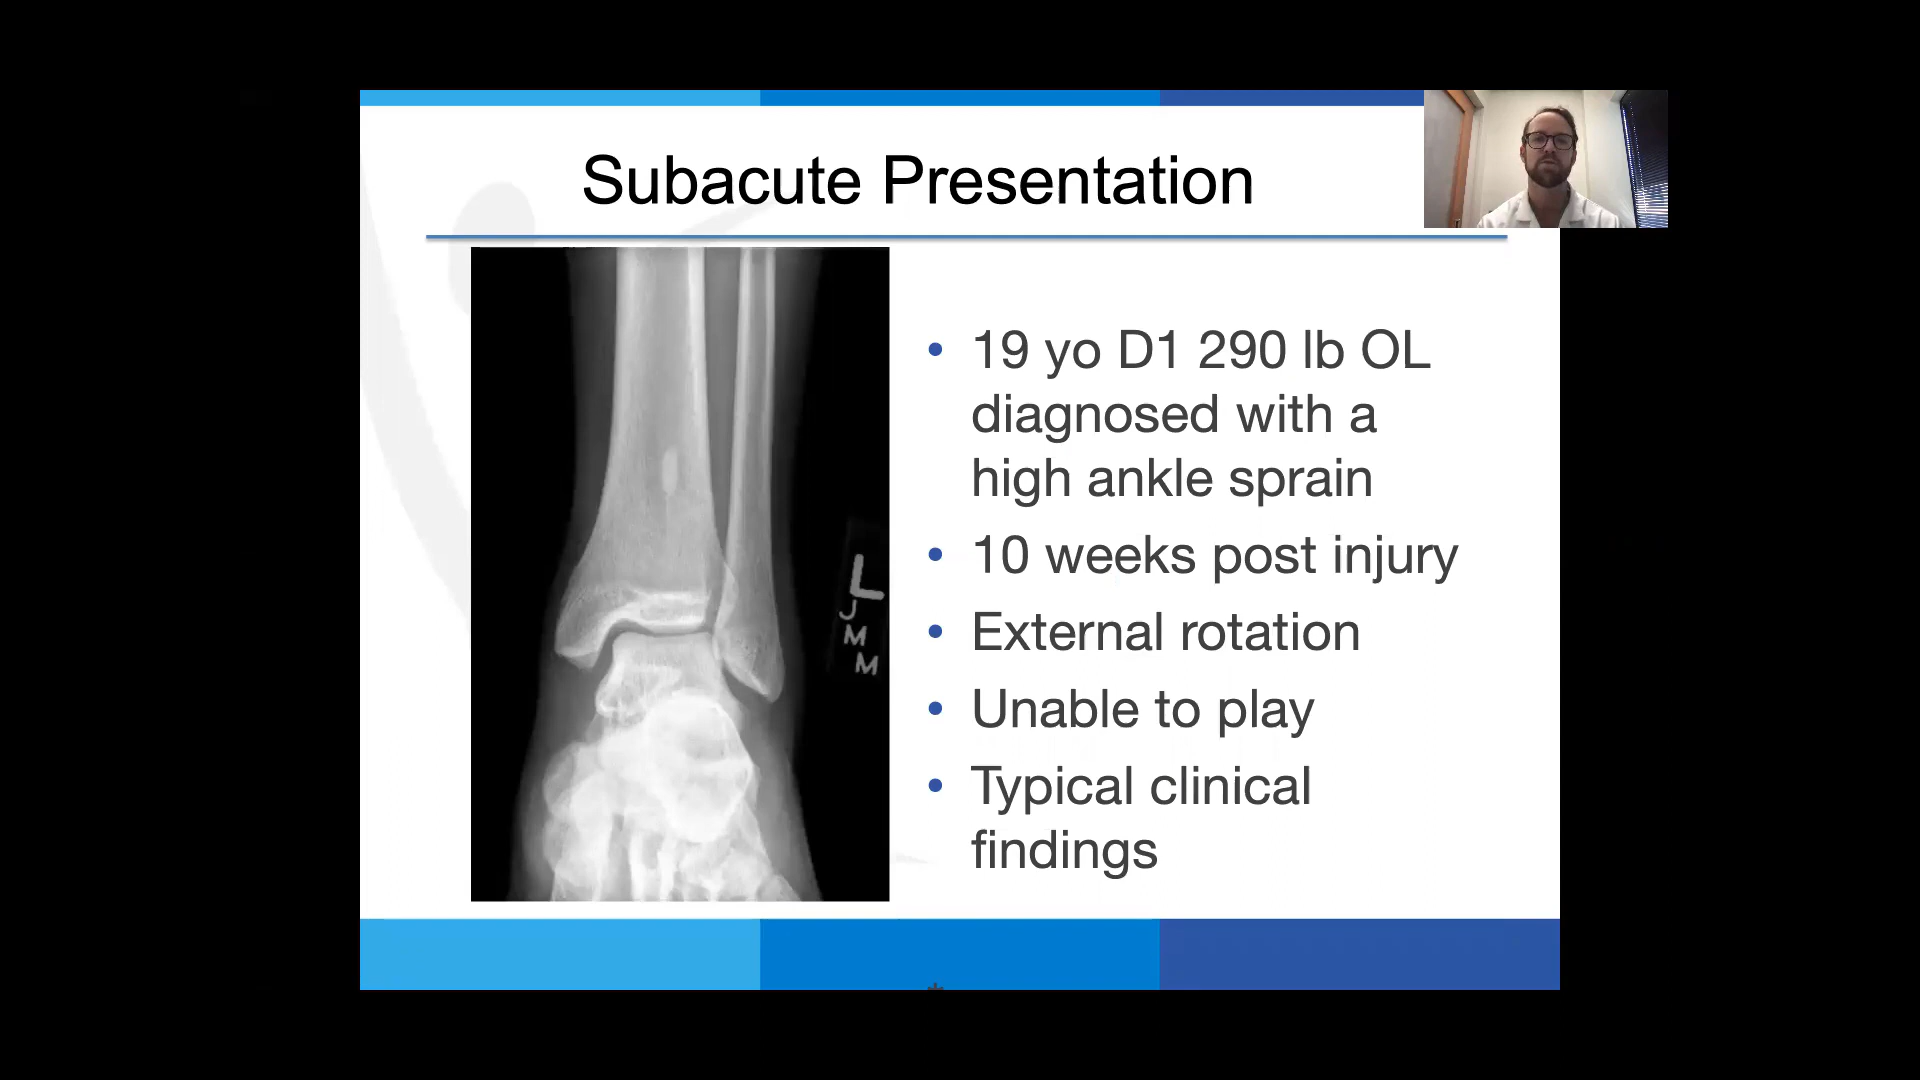 Subacute Presentation
• 19 yo D1 290 lb OL
diagnosed with a
high ankle sprain
• 10 weeks post injury
• External rotation
• Unable to play
• Typical clinical
findings
L
J
M
M
*